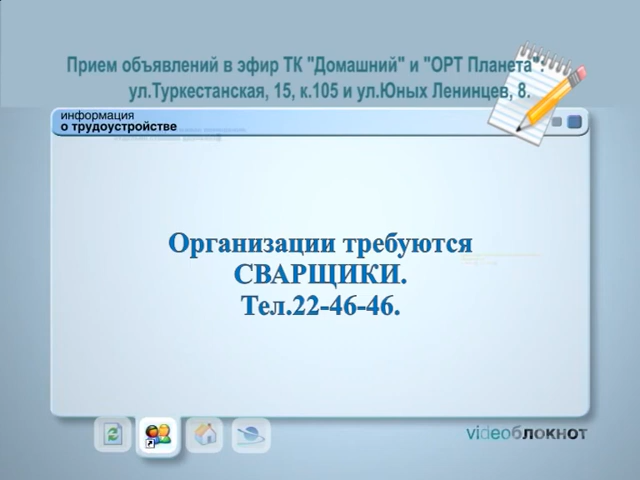 Прием объявлений в эфир ТК "Домашний" и "ОРТ Планета":
ул.Туркестанская, 15, к.105 и ул.Юных Ленинцев, 8.
информация
о трудоустройстве
Организации требуются
СВАРЩИКИ.
Тел.22-46-46.
videоблокнот